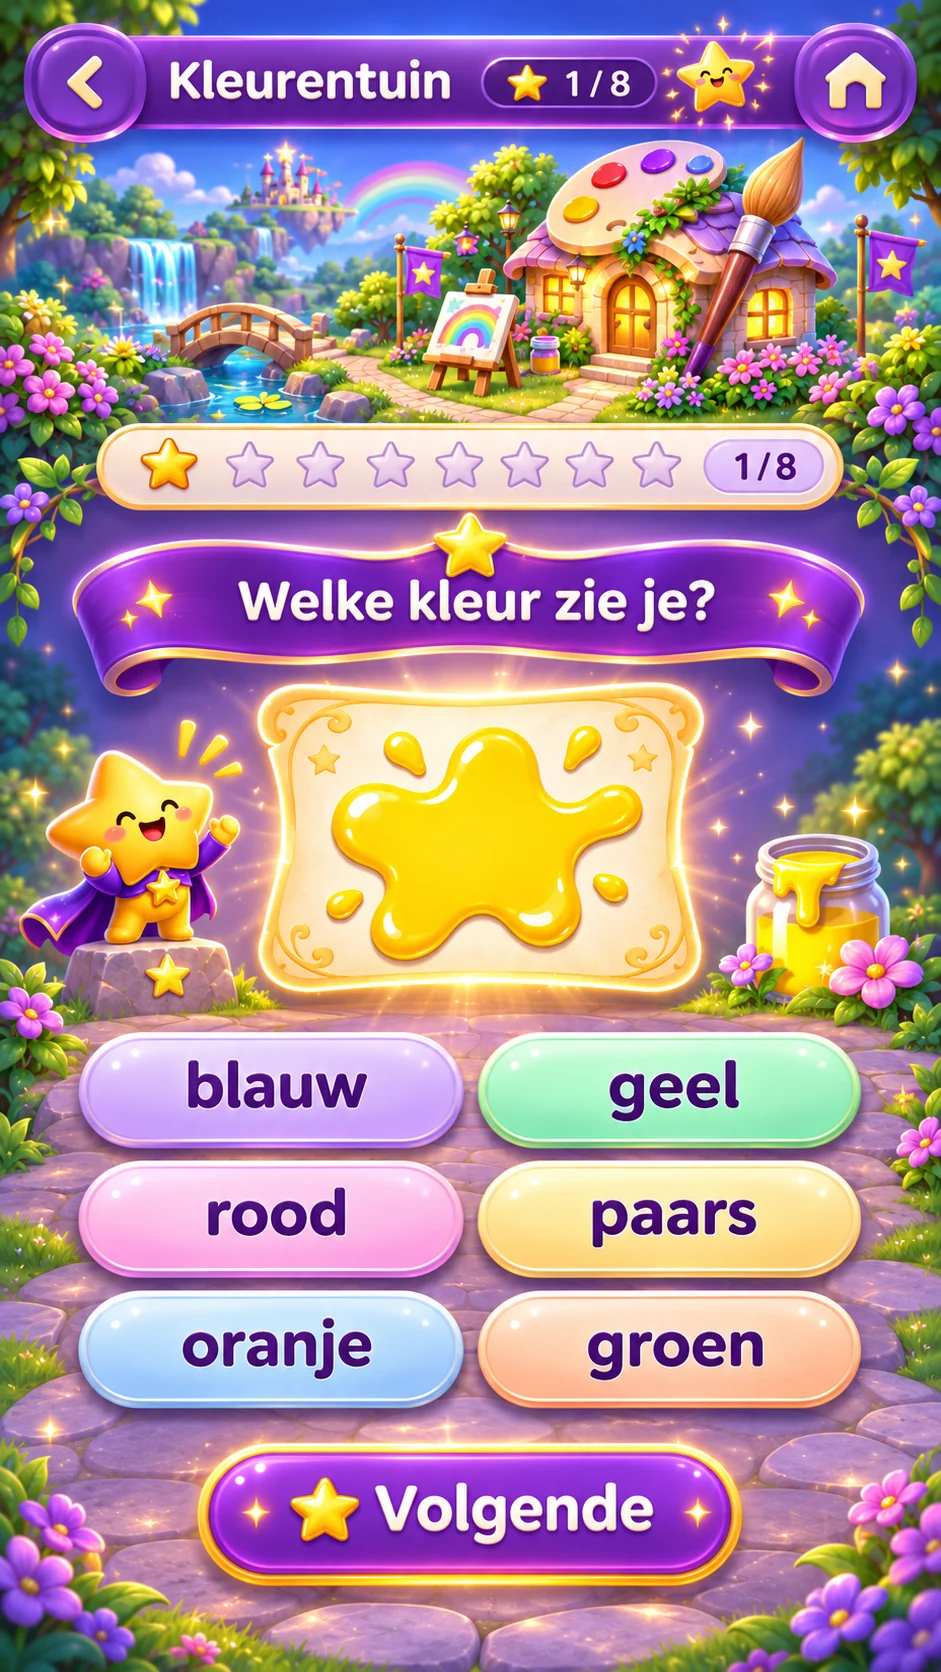 Kleurentuin
1/8
1/8
Welke kleur zie je?
blauw
geel
rood
paars
oranje
groen
Volgende